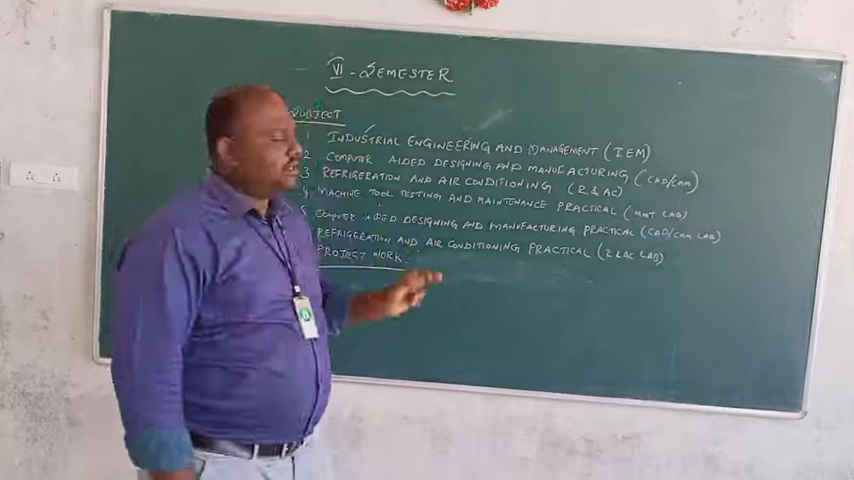 VI - SEMESTER
SUBJECT
1 INDUSTRIAL ENGINEERING AND MANAGEMENT (IEM)
2 COMPUTER AIDED DESIGNING AND MANUFACTURING (CAD/CAM)
3 REFRIGERATION AND AIR CONDITIONING (R&AC)
4 MACHINE TOOL TESTING AND MAINTENANCE PRACTICAL (MMT LAB)
5 COMPUTER AIDED DESIGNING AND MANUFACTURING PRACTICAL (CAD/CAM LAB)
REFRIGERATION AND AIR CONDITIONING PRACTICAL (R&AC LAB)
PROJECT WORK